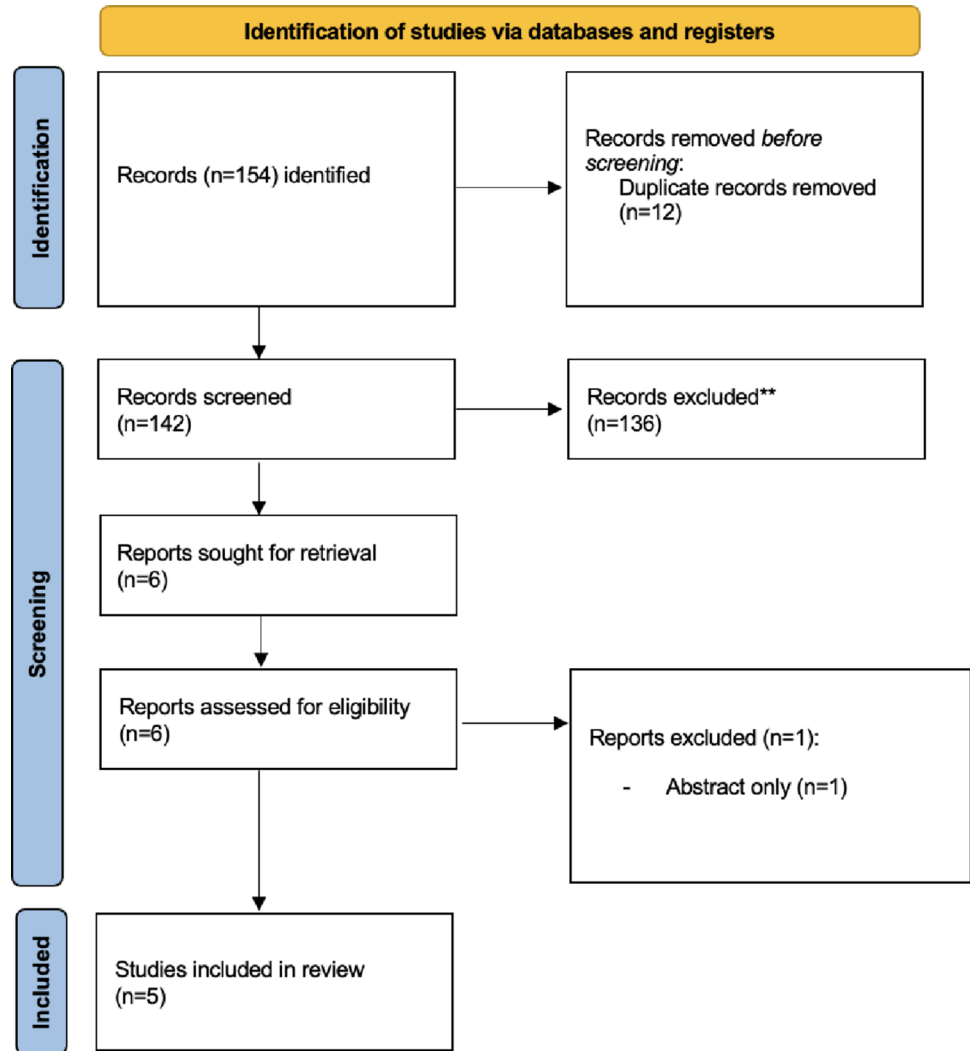 Identification of studies via databases and registers
Identification
Records (n=154) identified
Records removed before
screening:
Duplicate records removed
(n=12)
Screening
Records screened
(n=142)
Records excluded**
(n=136)
Reports sought for retrieval
(n=6)
Reports assessed for eligibility
(n=6)
Reports excluded (n=1):
- Abstract only (n=1)
Included
Studies included in review
(n=5)